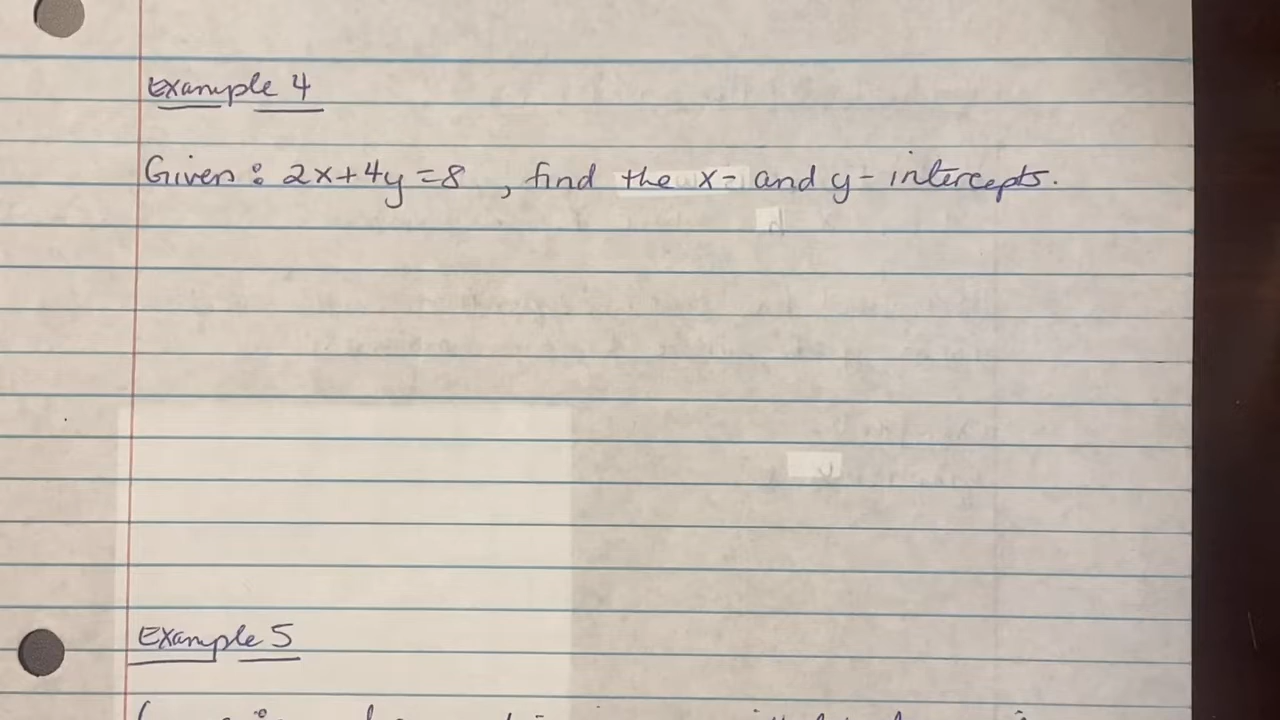 Example 4
Given: 2x+4y=8, find the x- and y-intercepts.
Example 5